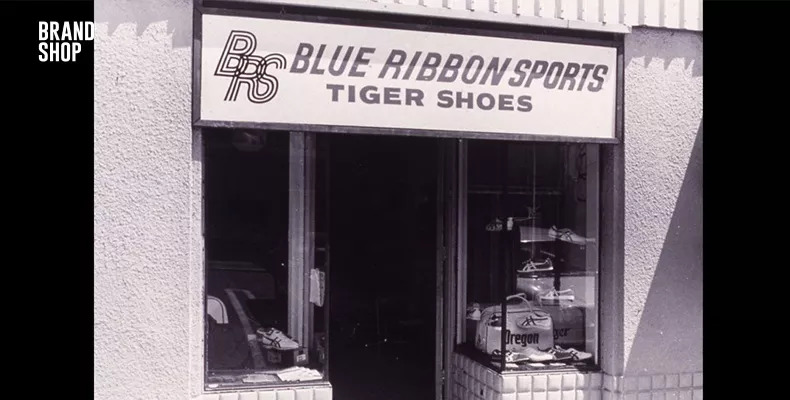 BRAND
SHOP
BRS BLUE RIBBON SPORTS
TIGER SHOES
Oregon